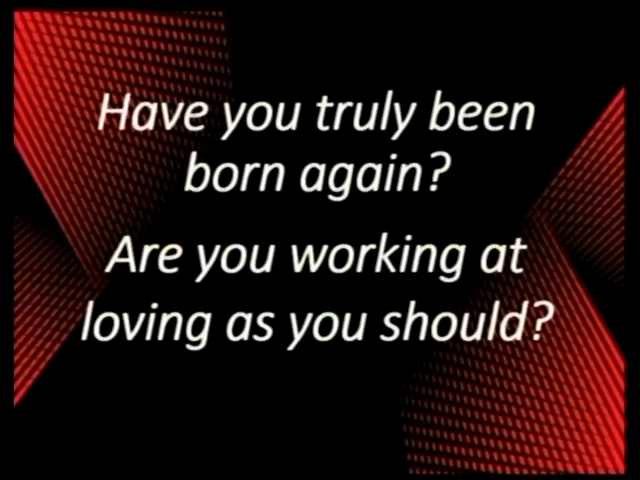 Have you truly been
born again?
Are you working at
loving as you should?